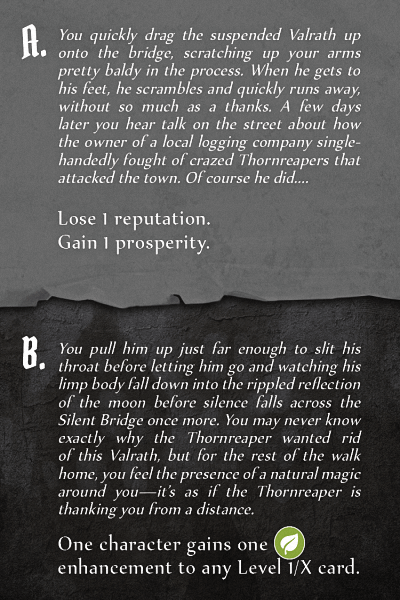 A. You quickly drag the suspended Valrath up
onto the bridge, scratching up your arms
pretty baldy in the process. When he gets to
his feet, he scrambles and quickly runs away,
without so much as a thanks. A few days
later you hear talk on the street about how
the owner of a local logging company single-
handedly fought of crazed Thornreapers that
attacked the town. Of course he did....
Lose 1 reputation.
Gain 1 prosperity.
B. You pull him up just far enough to slit his
throat before letting him go and watching his
limp body fall down into the rippled reflection
of the moon before silence falls across the
Silent Bridge once more. You may never know
exactly why the Thornreaper wanted rid
of this Valrath, but for the rest of the walk
home, you feel the presence of a natural magic
around you—it's as if the Thornreaper is
thanking you from a distance.
One character gains one
enhancement to any Level 1/X card.